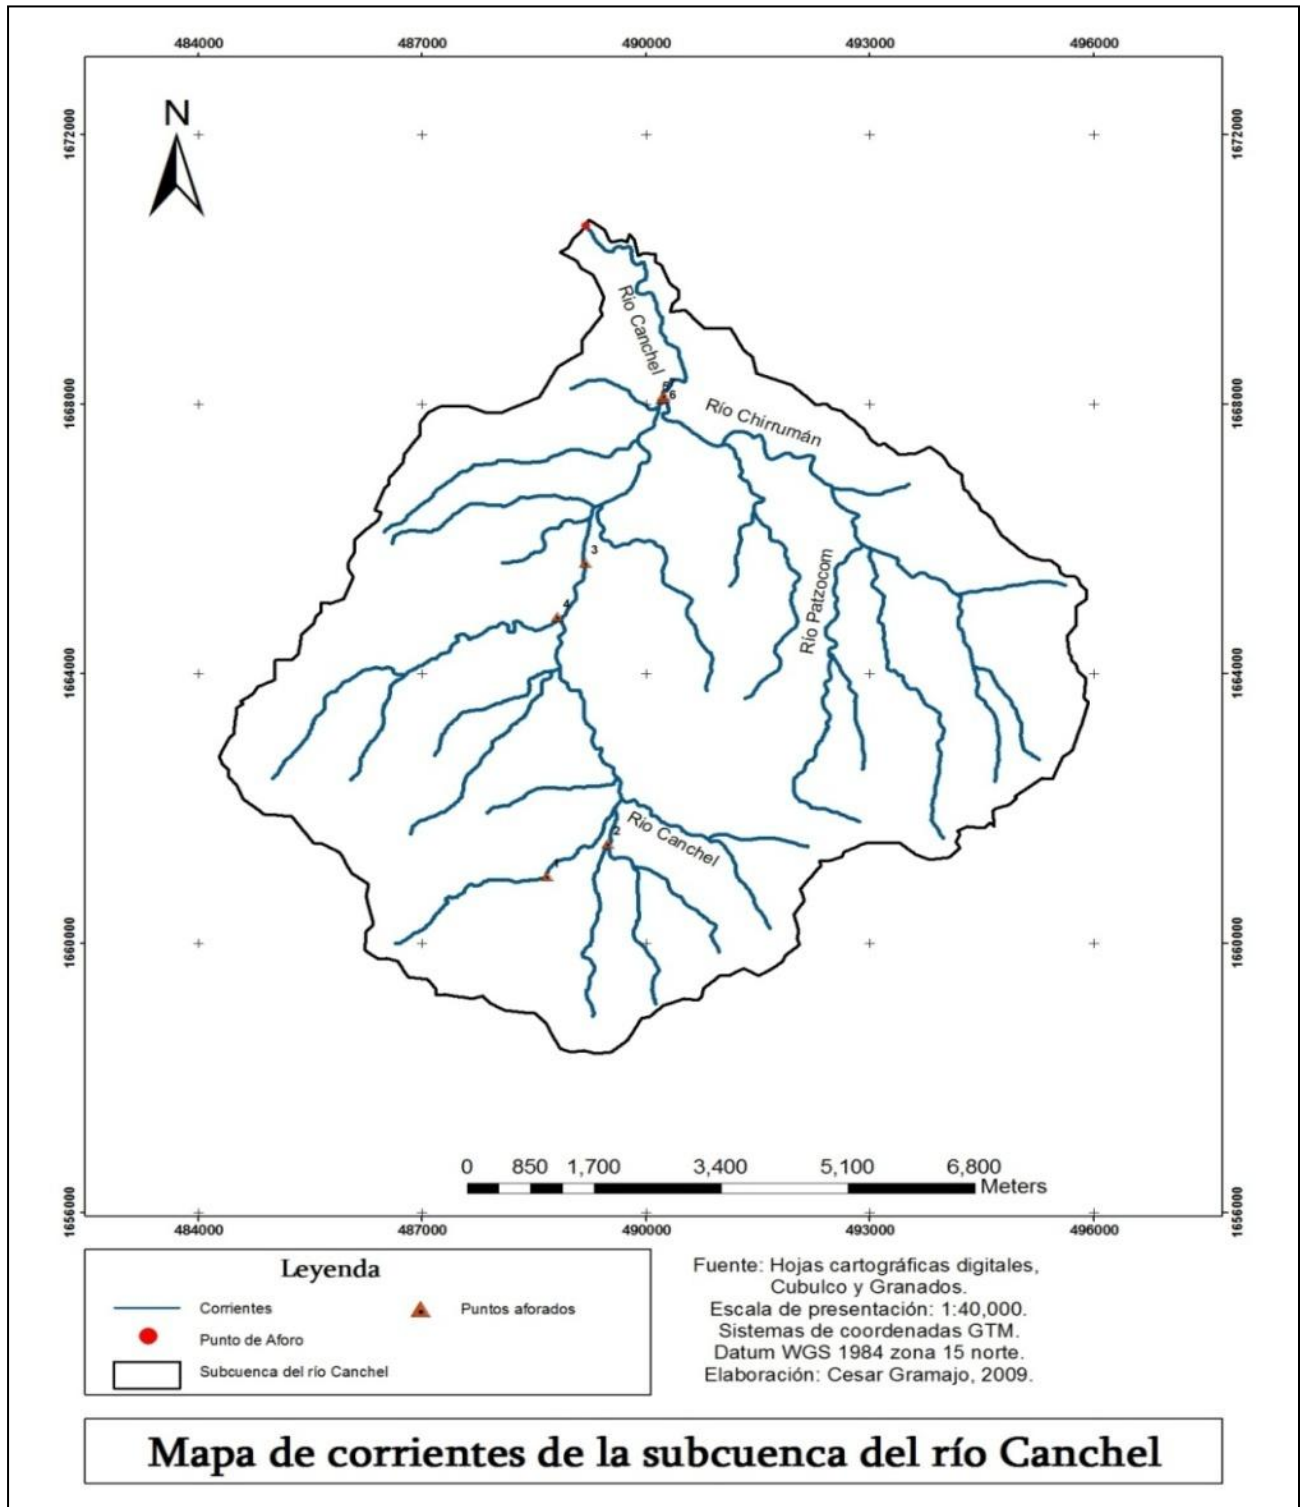 484000 487000 490000 493000 496000
N
1672000 1672000
Río Canchel
5
6
1668000 1668000
Río Chirrumán
3
Río Patzocom
4
1664000 1664000
Río Canchel
2
1
1660000 1660000
0 850 1,700 3,400 5,100 6,800
Meters
1656000 1656000
484000 487000 490000 493000 496000
Leyenda
Corrientes
Puntos aforados
Punto de Aforo
Subcuenca del río Canchel
Fuente: Hojas cartográficas digitales,
Cubulco y Granados.
Escala de presentación: 1:40,000.
Sistemas de coordenadas GTM.
Datum WGS 1984 zona 15 norte.
Elaboración: Cesar Gramajo, 2009.
Mapa de corrientes de la subcuenca del río Canchel